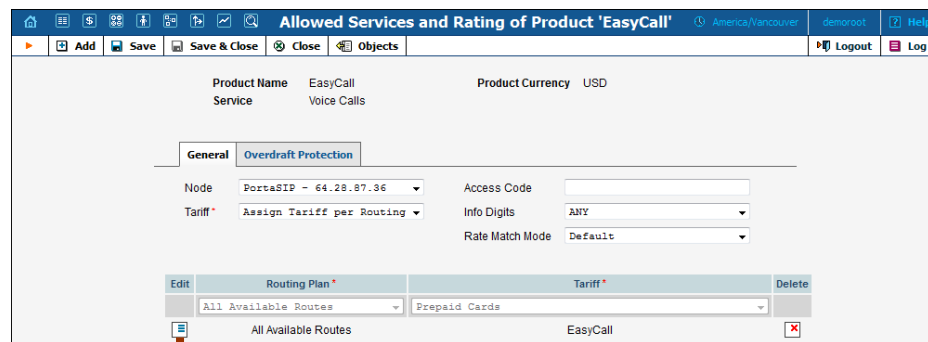 Allowed Services and Rating of Product 'EasyCall' America/Vancouver demoroot Help
Add Save Save & Close Close Objects Logout Log
Product Name EasyCall Product Currency USD
Service Voice Calls
General Overdraft Protection
Node PortaSIP - 64.28.87.36 Access Code
Tariff * Assign Tariff per Routing Info Digits ANY
Rate Match Mode Default
Edit Routing Plan * Tariff * Delete
All Available Routes Prepaid Cards
All Available Routes EasyCall